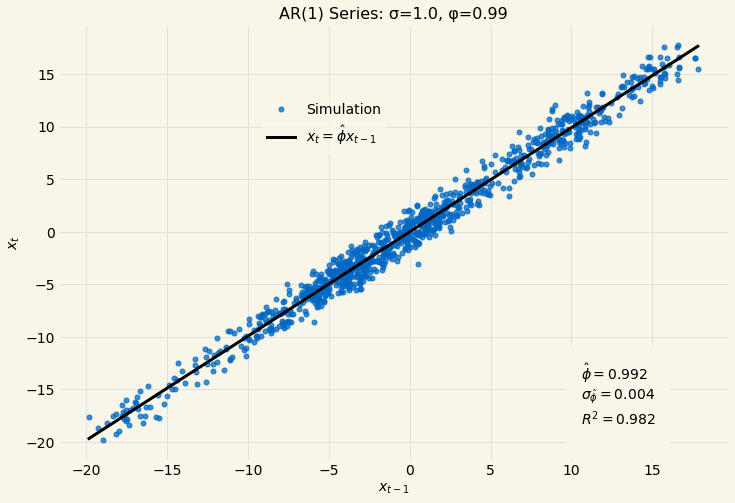 AR(1) Series: σ=1.0, φ=0.99
15
10
5
0
−5
−10
−15
−20
x_t
Simulation
x_t = ϕ̂x_{t−1}
ϕ̂ = 0.992
σ_ϕ̂ = 0.004
R² = 0.982
−20 −15 −10 −5 0 5 10 15
x_{t−1}